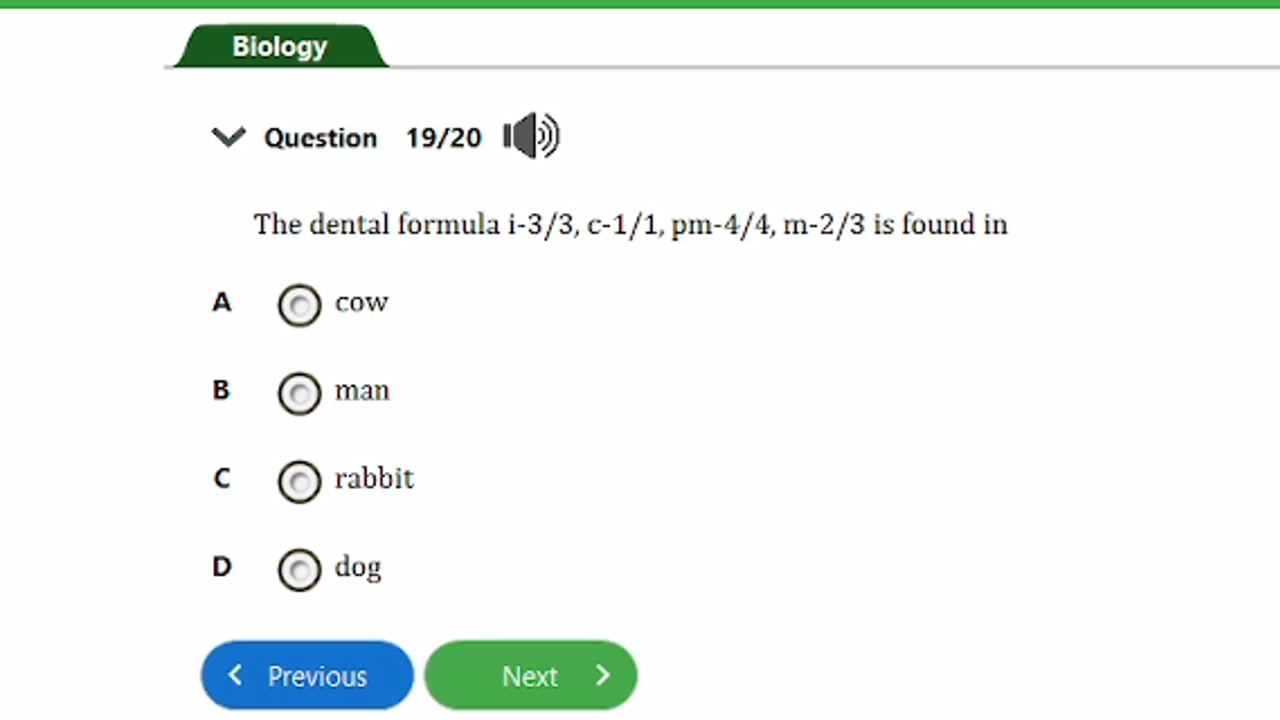 Biology
Question 19/20
The dental formula i-3/3, c-1/1, pm-4/4, m-2/3 is found in
A cow
B man
C rabbit
D dog
Previous Next